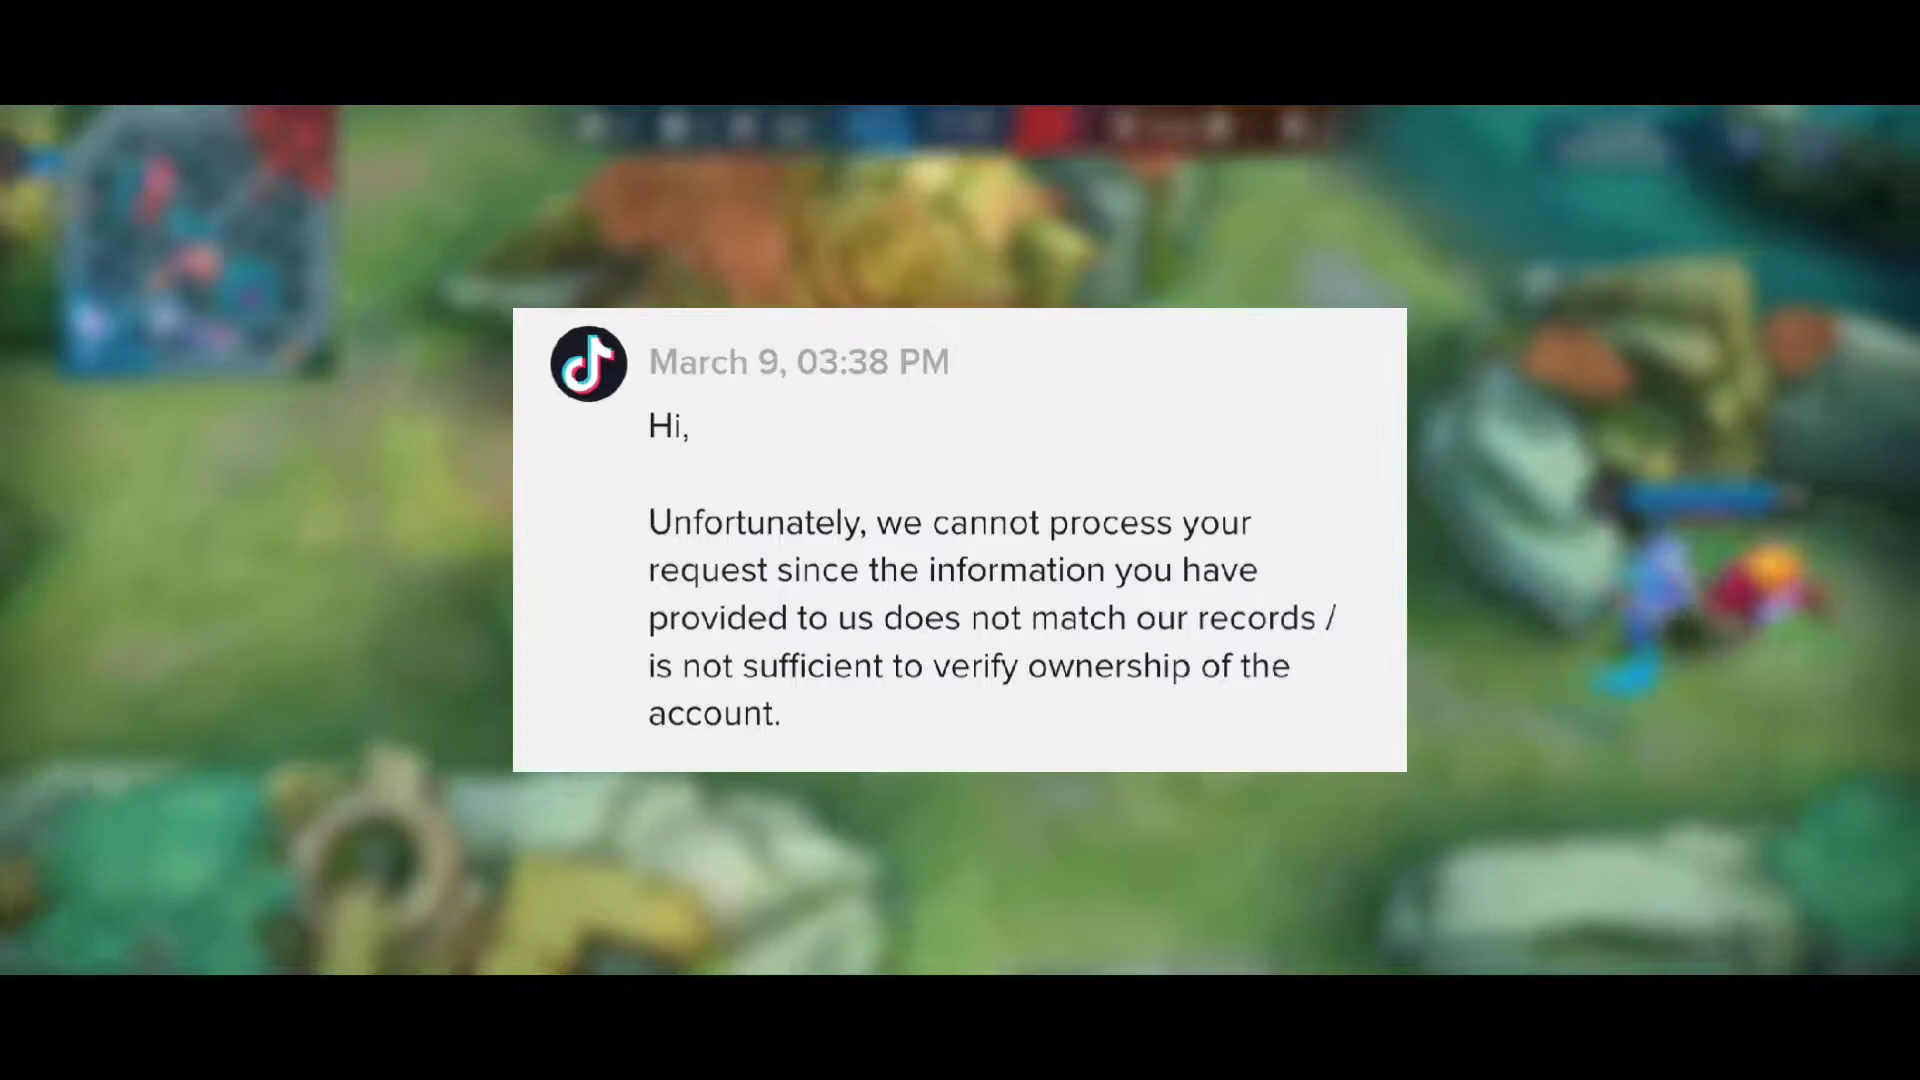 March 9, 03:38 PM
Hi,
Unfortunately, we cannot process your
request since the information you have
provided to us does not match our records /
is not sufficient to verify ownership of the
account.